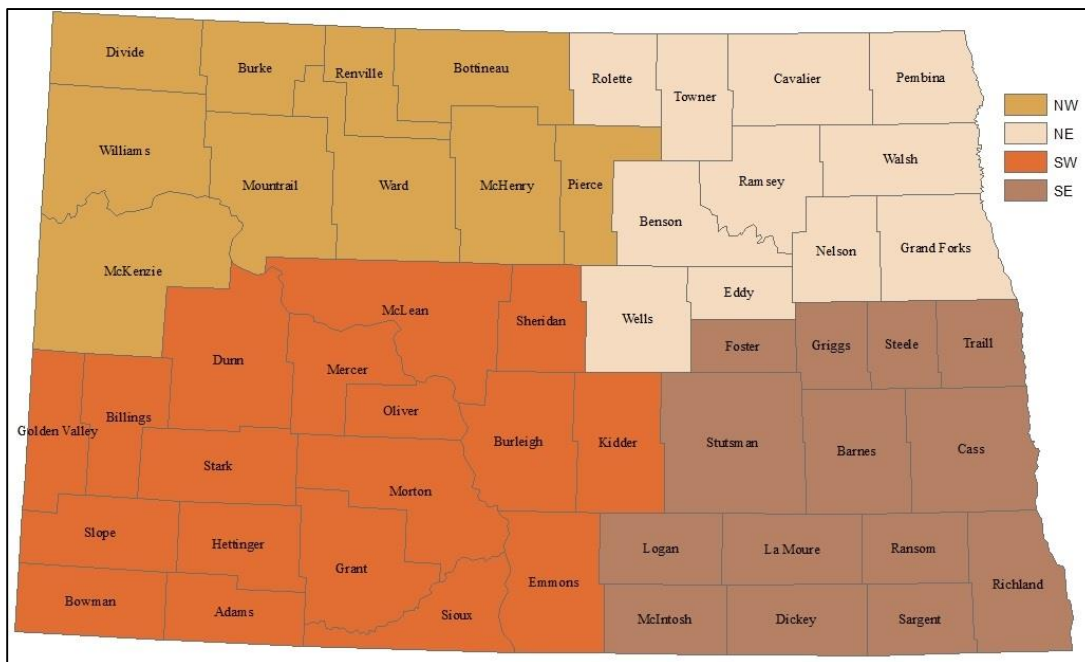 Divide
Burke
Renville
Bottineau
Rolette
Towner
Cavalier
Pembina
Williams
Mountrail
Ward
McHenry
Pierce
Benson
Ramsey
Walsh
McKenzie
Nelson
Grand Forks
McLean
Sheridan
Wells
Eddy
Dunn
Mercer
Foster
Griggs
Steele
Traill
Golden Valley
Billings
Oliver
Burleigh
Kidder
Stutsman
Barnes
Cass
Stark
Morton
Slope
Hettinger
Grant
Emmons
Logan
La Moure
Ransom
Richland
Bowman
Adams
Sioux
McIntosh
Dickey
Sargent
NW
NE
SW
SE